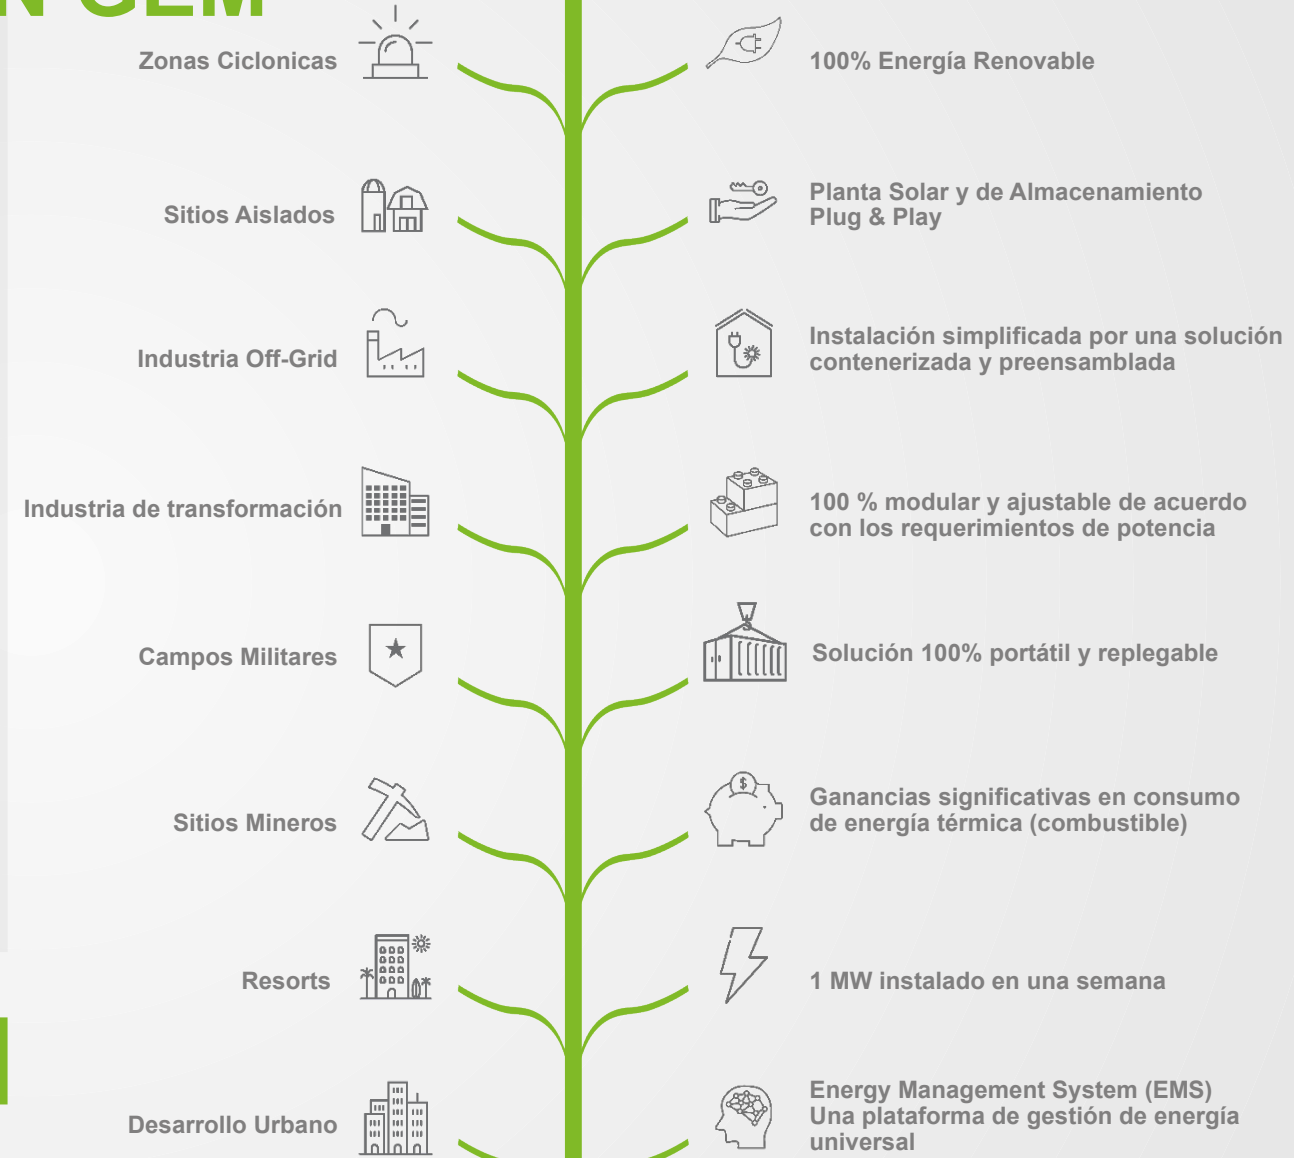 N GEM
Zonas Ciclonicas
100% Energía Renovable
Sitios Aislados
Planta Solar y de Almacenamiento
Plug & Play
Industria Off-Grid
Instalación simplificada por una solución
contenerizada y preensamblada
Industria de transformación
100 % modular y ajustable de acuerdo
con los requerimientos de potencia
Campos Militares
Solución 100% portátil y replegable
Sitios Mineros
Ganancias significativas en consumo
de energía térmica (combustible)
Resorts
1 MW instalado en una semana
Desarrollo Urbano
Energy Management System (EMS)
Una plataforma de gestión de energía
universal